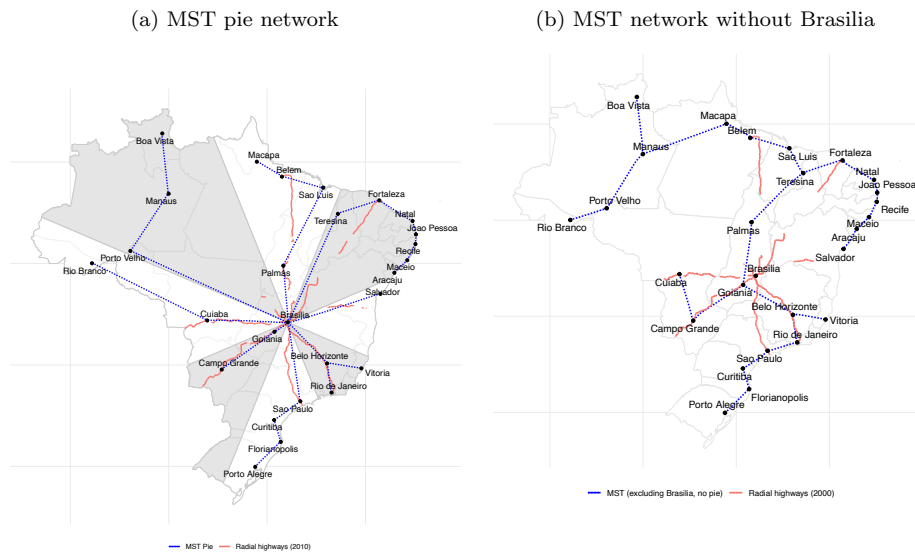 (a) MST pie network
Boa Vista
Macapa
Belem
Manaus
Sao Luis
Fortaleza
Teresina
Natal
Joao Pessoa
Recife
Porto Velho
Maceio
Rio Branco
Palmas
Aracaju
Salvador
Cuiaba
Brasilia
Goiania
Belo Horizonte
Campo Grande
Vitoria
Rio de Janeiro
Sao Paulo
Curitiba
Florianopolis
Porto Alegre
MST Pie Radial highways (2010)
(b) MST network without Brasilia
Boa Vista
Macapa
Belem
Manaus
Sao Luis
Fortaleza
Teresina
Natal
Joao Pessoa
Porto Velho
Recife
Rio Branco
Maceio
Palmas
Aracaju
Salvador
Brasilia
Cuiaba
Goiania
Belo Horizonte
Vitoria
Campo Grande
Rio de Janeiro
Sao Paulo
Curitiba
Florianopolis
Porto Alegre
MST (excluding Brasilia, no pie) Radial highways (2000)